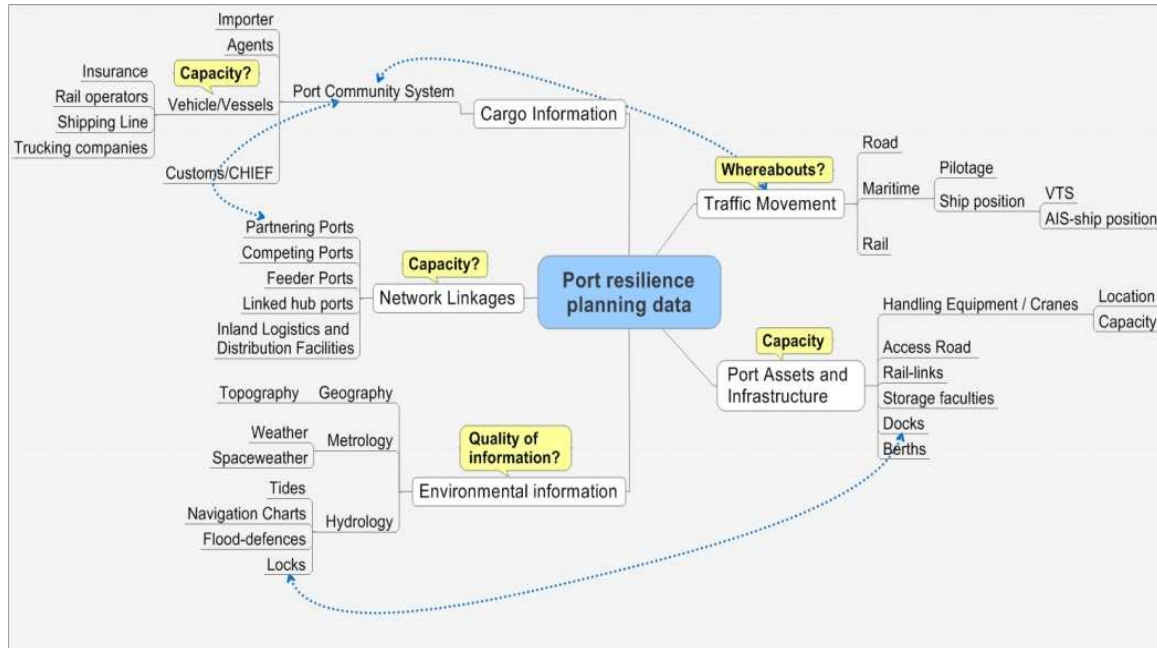 Importer
Agents
Capacity?
Insurance
Rail operators
Vehicle/Vessels
Shipping Line
Trucking companies
Customs/CHIEF
Port Community System
Cargo Information
Partnering Ports
Competing Ports
Feeder Ports
Linked hub ports
Inland Logistics and
Distribution Facilities
Capacity?
Network Linkages
Topography
Geography
Weather
Spaceweather
Metrology
Tides
Navigation Charts
Flood-defences
Locks
Hydrology
Quality of
information?
Environmental information
Port resilience
planning data
Whereabouts?
Traffic Movement
Road
Maritime
Pilotage
Ship position
VTS
AIS-ship position
Rail
Capacity
Port Assets and
Infrastructure
Handling Equipment / Cranes
Location
Capacity
Access Road
Rail-links
Storage faculties
Docks
Berths